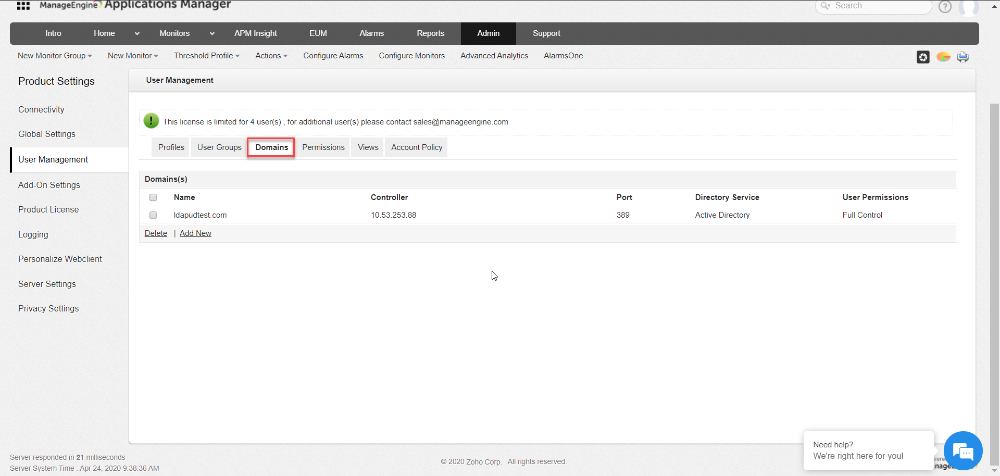 ManageEngine Applications Manager
Search...
?
Intro Home Monitors APM Insight EUM Alarms Reports Admin Support
New Monitor Group New Monitor Threshold Profile Actions Configure Alarms Configure Monitors Advanced Analytics AlarmsOne
Product Settings
Connectivity
Global Settings
User Management
Add-On Settings
Product License
Logging
Personalize Webclient
Server Settings
Privacy Settings
User Management
! This license is limited for 4 user(s) , for additional user(s) please contact sales@manageengine.com
Profiles User Groups Domains Permissions Views Account Policy
Domains(s)
Name Controller Port Directory Service User Permissions
ldapudtest.com 10.53.253.88 389 Active Directory Full Control
Delete | Add New
Need help?
We're right here for you!
Server responded in 21 milliseconds
Server System Time : Apr 24, 2020 9:38:36 AM
© 2020 Zoho Corp. All rights reserved.